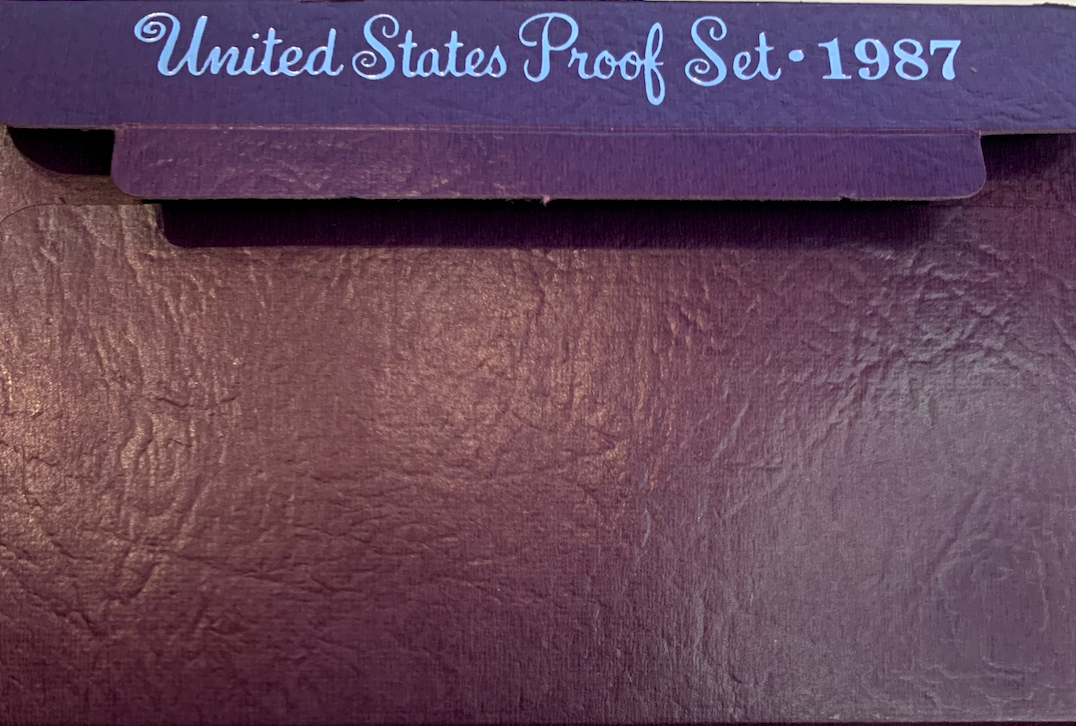 United States Proof Set • 1987